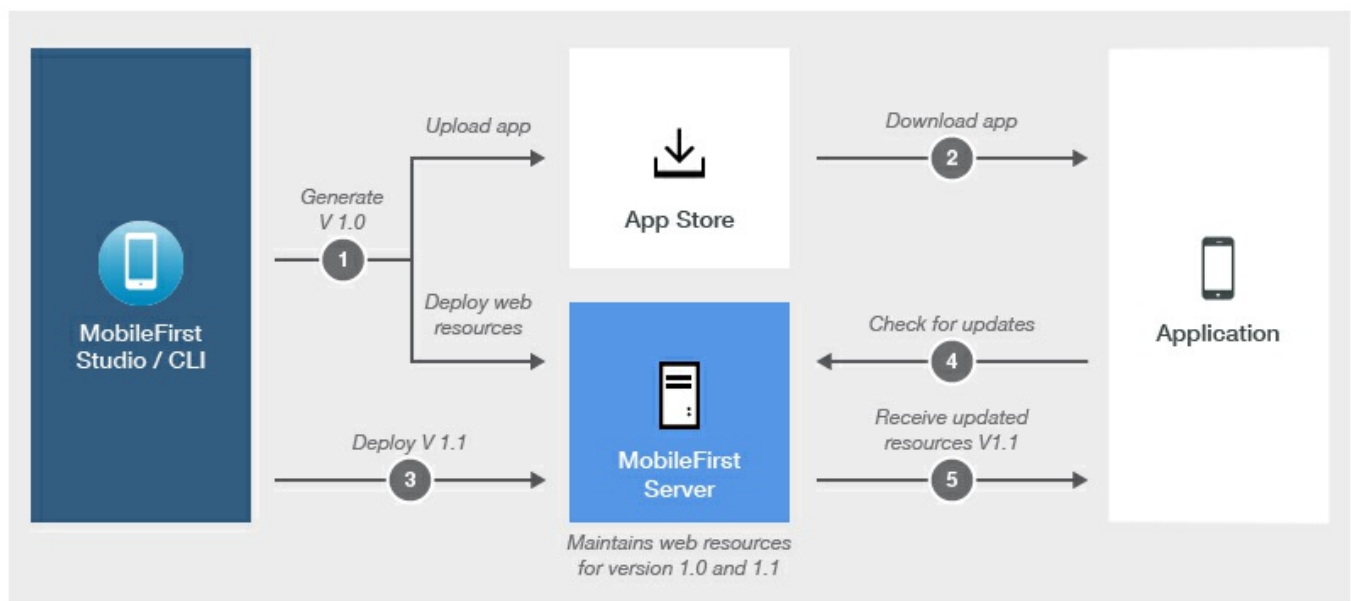 MobileFirst
Studio / CLI
Generate
V 1.0
1
Upload app
Deploy web
resources
Deploy V 1.1
3
App Store
MobileFirst
Server
Maintains web resources
for version 1.0 and 1.1
Download app
2
Check for updates
4
Receive updated
resources V1.1
5
Application